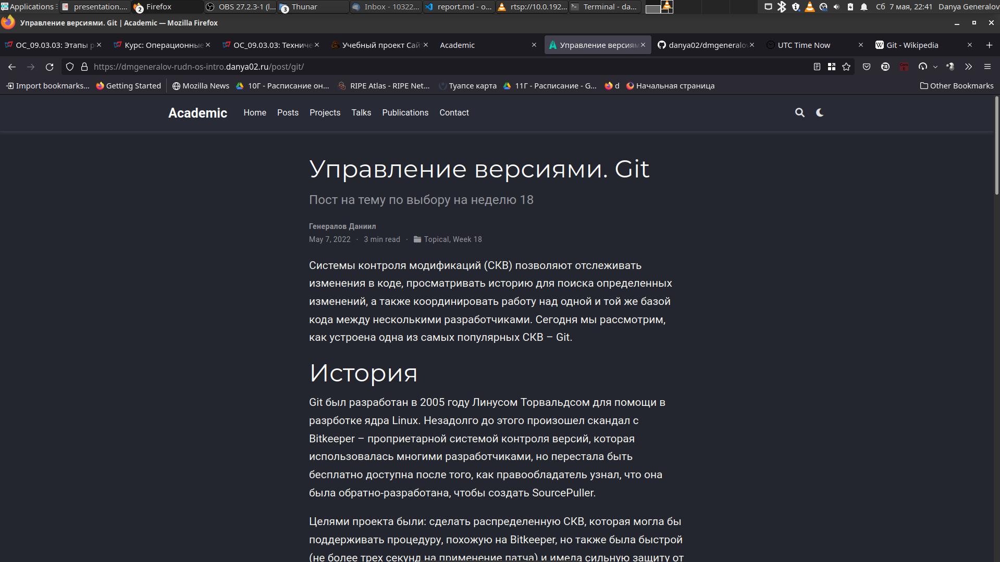 Applications presentation.... Firefox OBS 27.2.3-1 (l... Thunar Inbox - 10322... report.md - o... rtsp://10.0.192... Terminal - da... Сб 7 мая, 22:41 Danya Generalov
2 3
Управление версиями. Git | Academic — Mozilla Firefox
ОС_09.03.03: Этапы р Курс: Операционные ОС_09.03.03: Техниче Учебный проект Сай Academic Управление версиям danya02/dmgeneralov UTC Time Now Git - Wikipedia
https://dmgeneralov-rudn-os-intro.danya02.ru/post/git/
Import bookmarks... Getting Started Mozilla News 10Г - Расписание он... RIPE Atlas - RIPE Net... Туапсе карта 11Г - Расписание - G... d Начальная страница Other Bookmarks
Academic Home Posts Projects Talks Publications Contact
Управление версиями. Git
Пост на тему по выбору на неделю 18
Генералов Даниил
May 7, 2022 · 3 min read · Topical, Week 18
Системы контроля модификаций (СКВ) позволяют отслеживать
изменения в коде, просматривать историю для поиска определенных
изменений, а также координировать работу над одной и той же базой
кода между несколькими разработчиками. Сегодня мы рассмотрим,
как устроена одна из самых популярных СКВ – Git.
История
Git был разработан в 2005 году Линусом Торвальдсом для помощи в
разрботке ядра Linux. Незадолго до этого произошел скандал с
Bitkeeper – проприетарной системой контроля версий, которая
использовалась многими разработчиками, но перестала быть
бесплатно доступна после того, как правообладатель узнал, что она
была обратно-разработана, чтобы создать SourcePuller.
Целями проекта были: сделать распределенную СКВ, которая могла бы
поддерживать процедуру, похожую на Bitkeeper, но также была быстрой
(не более трех секунд на применение патча) и имела сильную защиту от